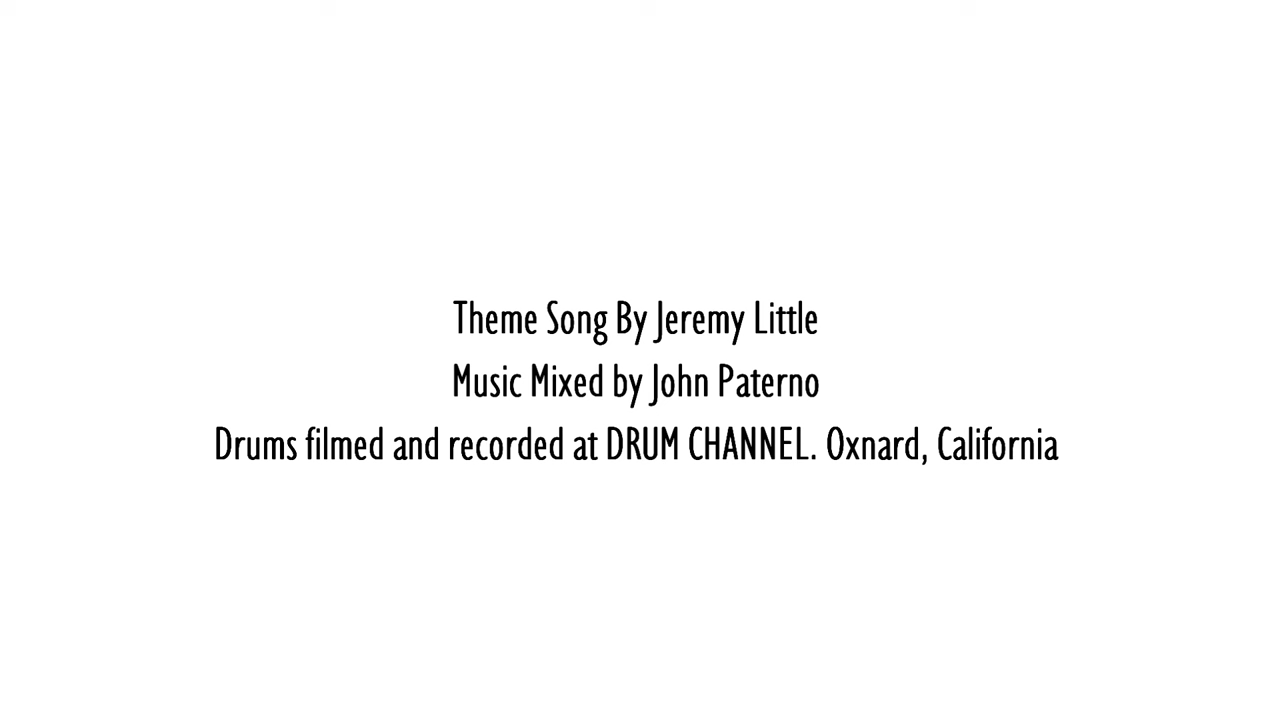 Theme Song By Jeremy Little
Music Mixed by John Paterno
Drums filmed and recorded at DRUM CHANNEL. Oxnard, California